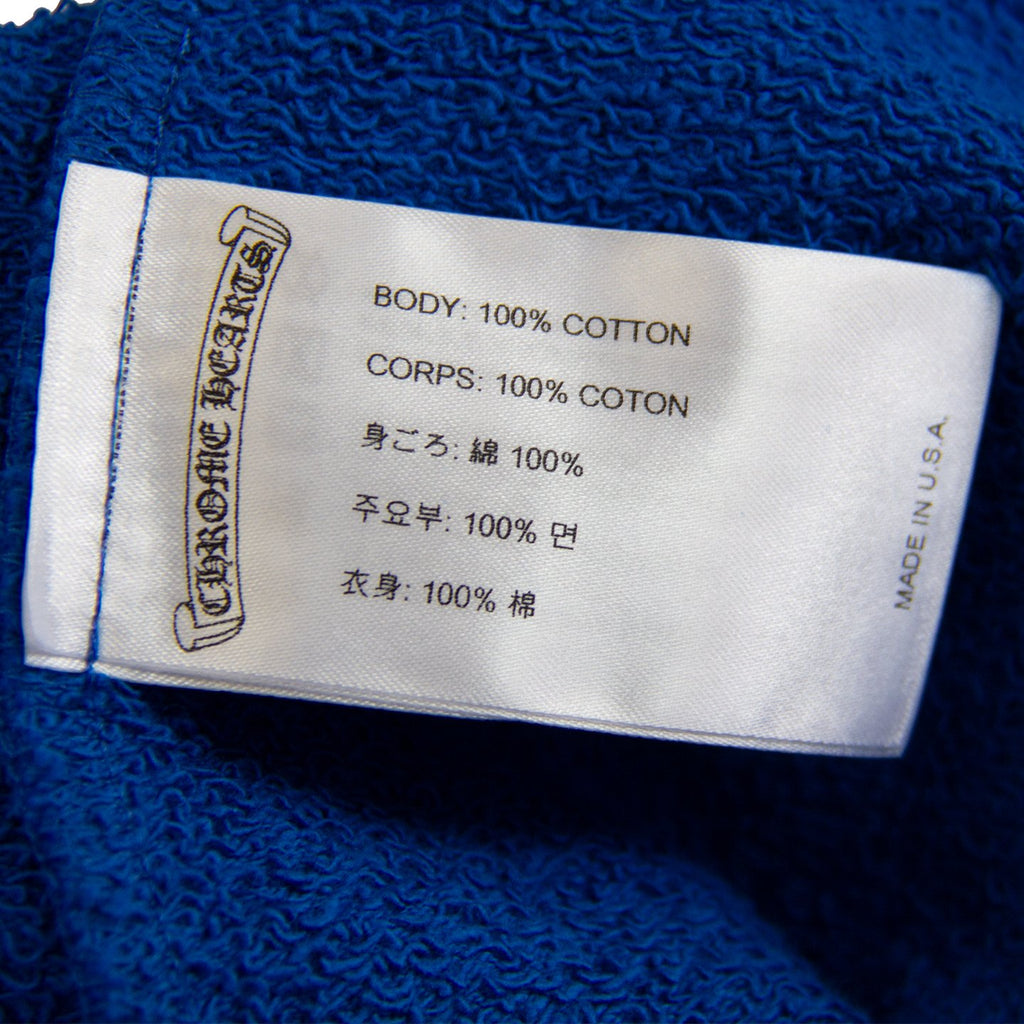 CHROME HEARTS
BODY: 100% COTTON
CORPS: 100% COTON
身ごろ: 綿 100%
주요부: 100% 면
衣身: 100% 棉
MADE IN U.S.A.